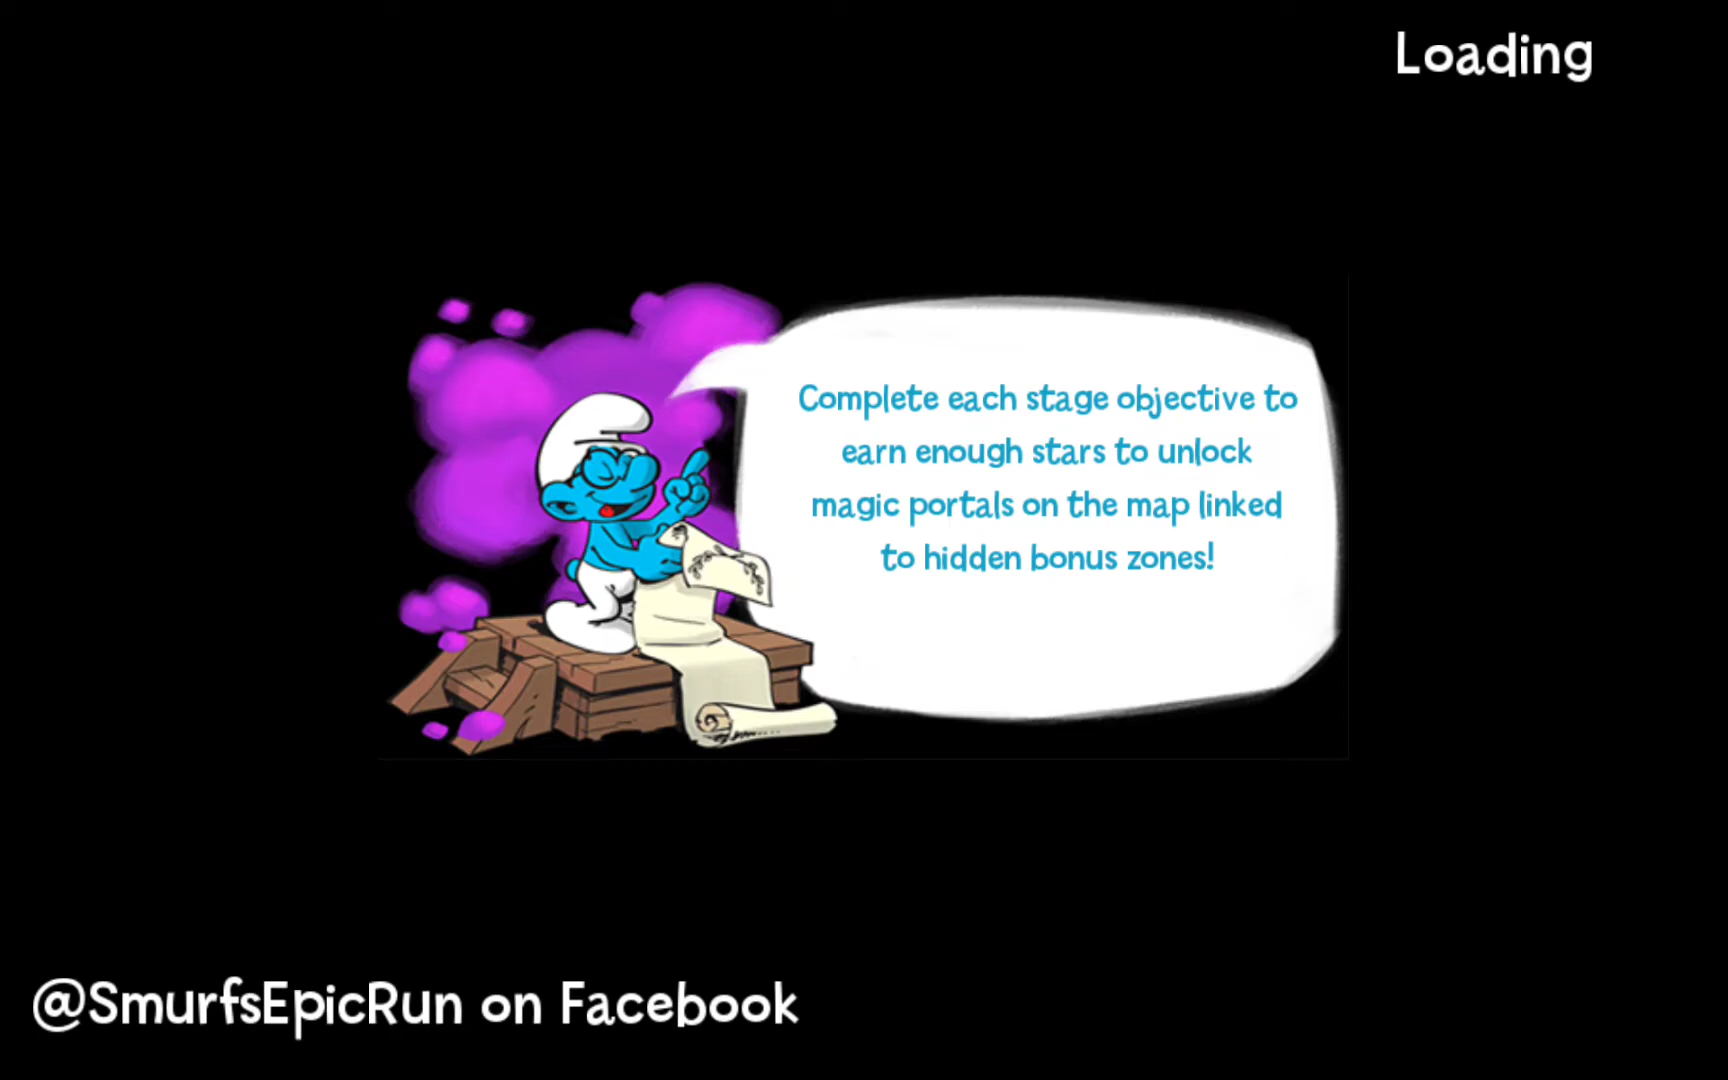 Loading
Complete each stage objective to
earn enough stars to unlock
magic portals on the map linked
to hidden bonus zones!
@SmurfsEpicRun on Facebook